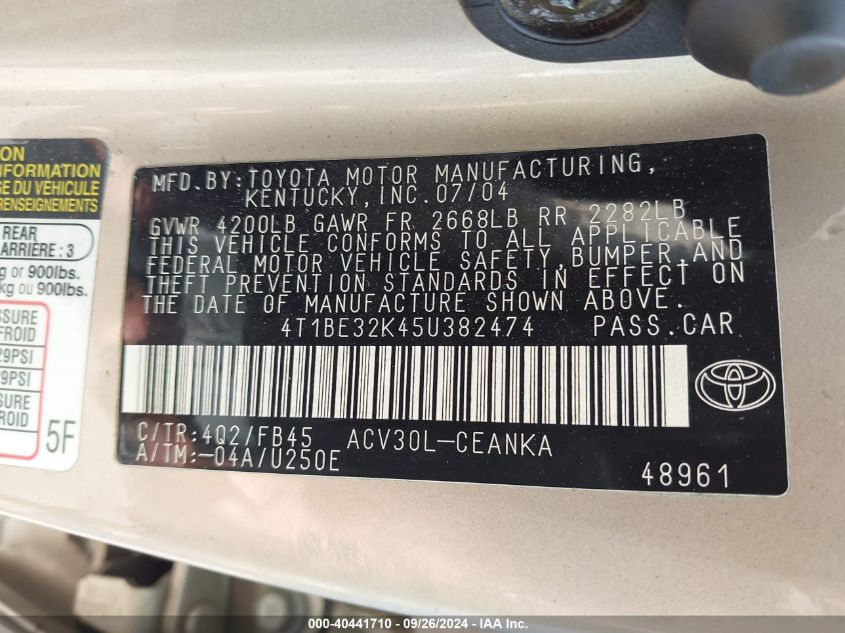 ON
INFORMATION
GE DU VEHICULE
RENSEIGNEMENTS
REAR
ARRIERE : 3
g or 900lbs.
kg ou 900lbs.
SSURE
FROID
29PSI
29PSI
SURE
FROID
5F
MFD.BY:TOYOTA MOTOR MANUFACTURING,
KENTUCKY,INC.07/04
GVWR 4200LB GAWR FR 2668LB RR 2282LB
THIS VEHICLE CONFORMS TO ALL APPLICABLE
FEDERAL MOTOR VEHICLE SAFETY,BUMPER,AND
THEFT PREVENTION STANDARDS IN EFFECT ON
THE DATE OF MANUFACTURE SHOWN ABOVE.
4T1BE32K45U382474 PASS.CAR
C/TR:4Q2/FB45 ACV30L-CEANKA
A/TM:-04A/U250E
48961
000-40441710 - 09/26/2024 - IAA, Inc.